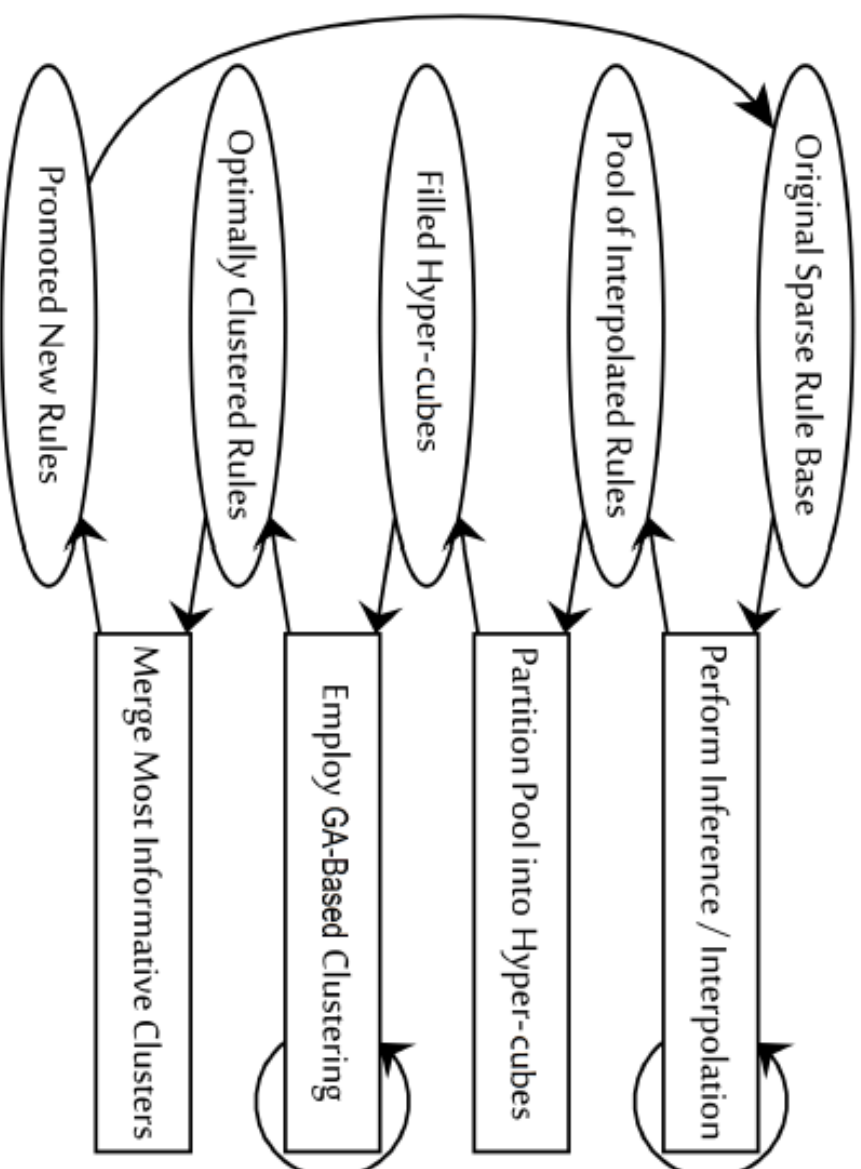 Original Sparse Rule Base
Perform Inference / Interpolation
Pool of Interpolated Rules
Partition Pool into Hyper-cubes
Filled Hyper-cubes
Employ GA-Based Clustering
Optimally Clustered Rules
Merge Most Informative Clusters
Promoted New Rules